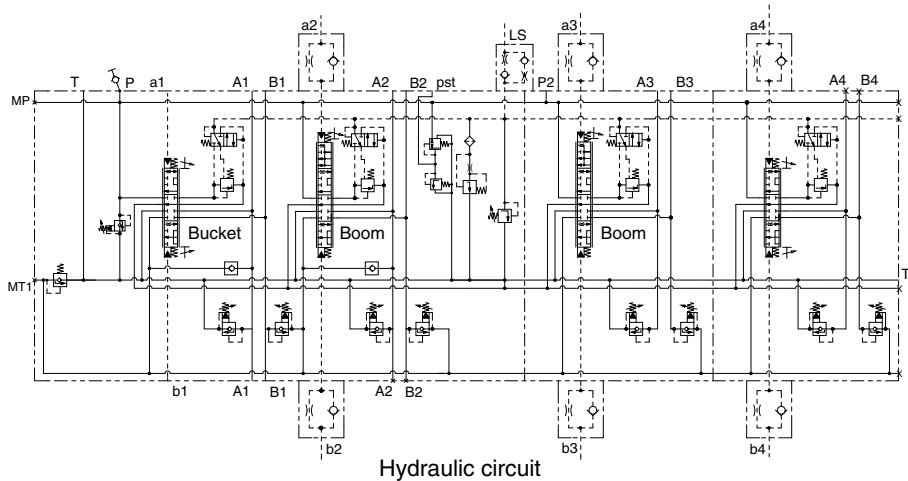 a2 LS a3 a4
T P a1 A1 B1 A2 B2 pst P2 A3 B3 A4 B4
MP
Bucket Boom Boom
MT1 T
b1 A1 B1 A2 B2
b2 b3 b4
Hydraulic circuit